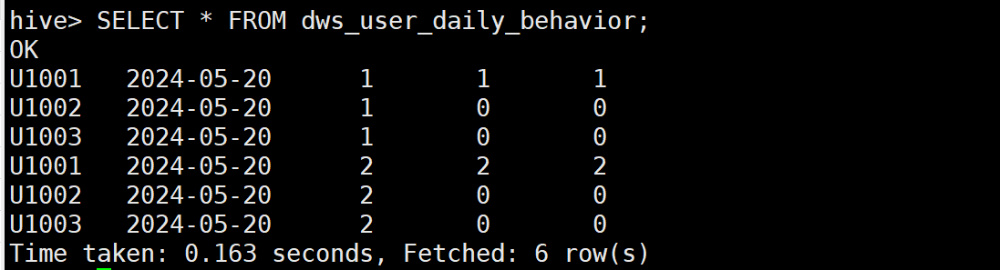 hive> SELECT * FROM dws_user_daily_behavior;
OK
U1001   2024-05-20      1       1       1
U1002   2024-05-20      1       0       0
U1003   2024-05-20      1       0       0
U1001   2024-05-20      2       2       2
U1002   2024-05-20      2       0       0
U1003   2024-05-20      2       0       0
Time taken: 0.163 seconds, Fetched: 6 row(s)